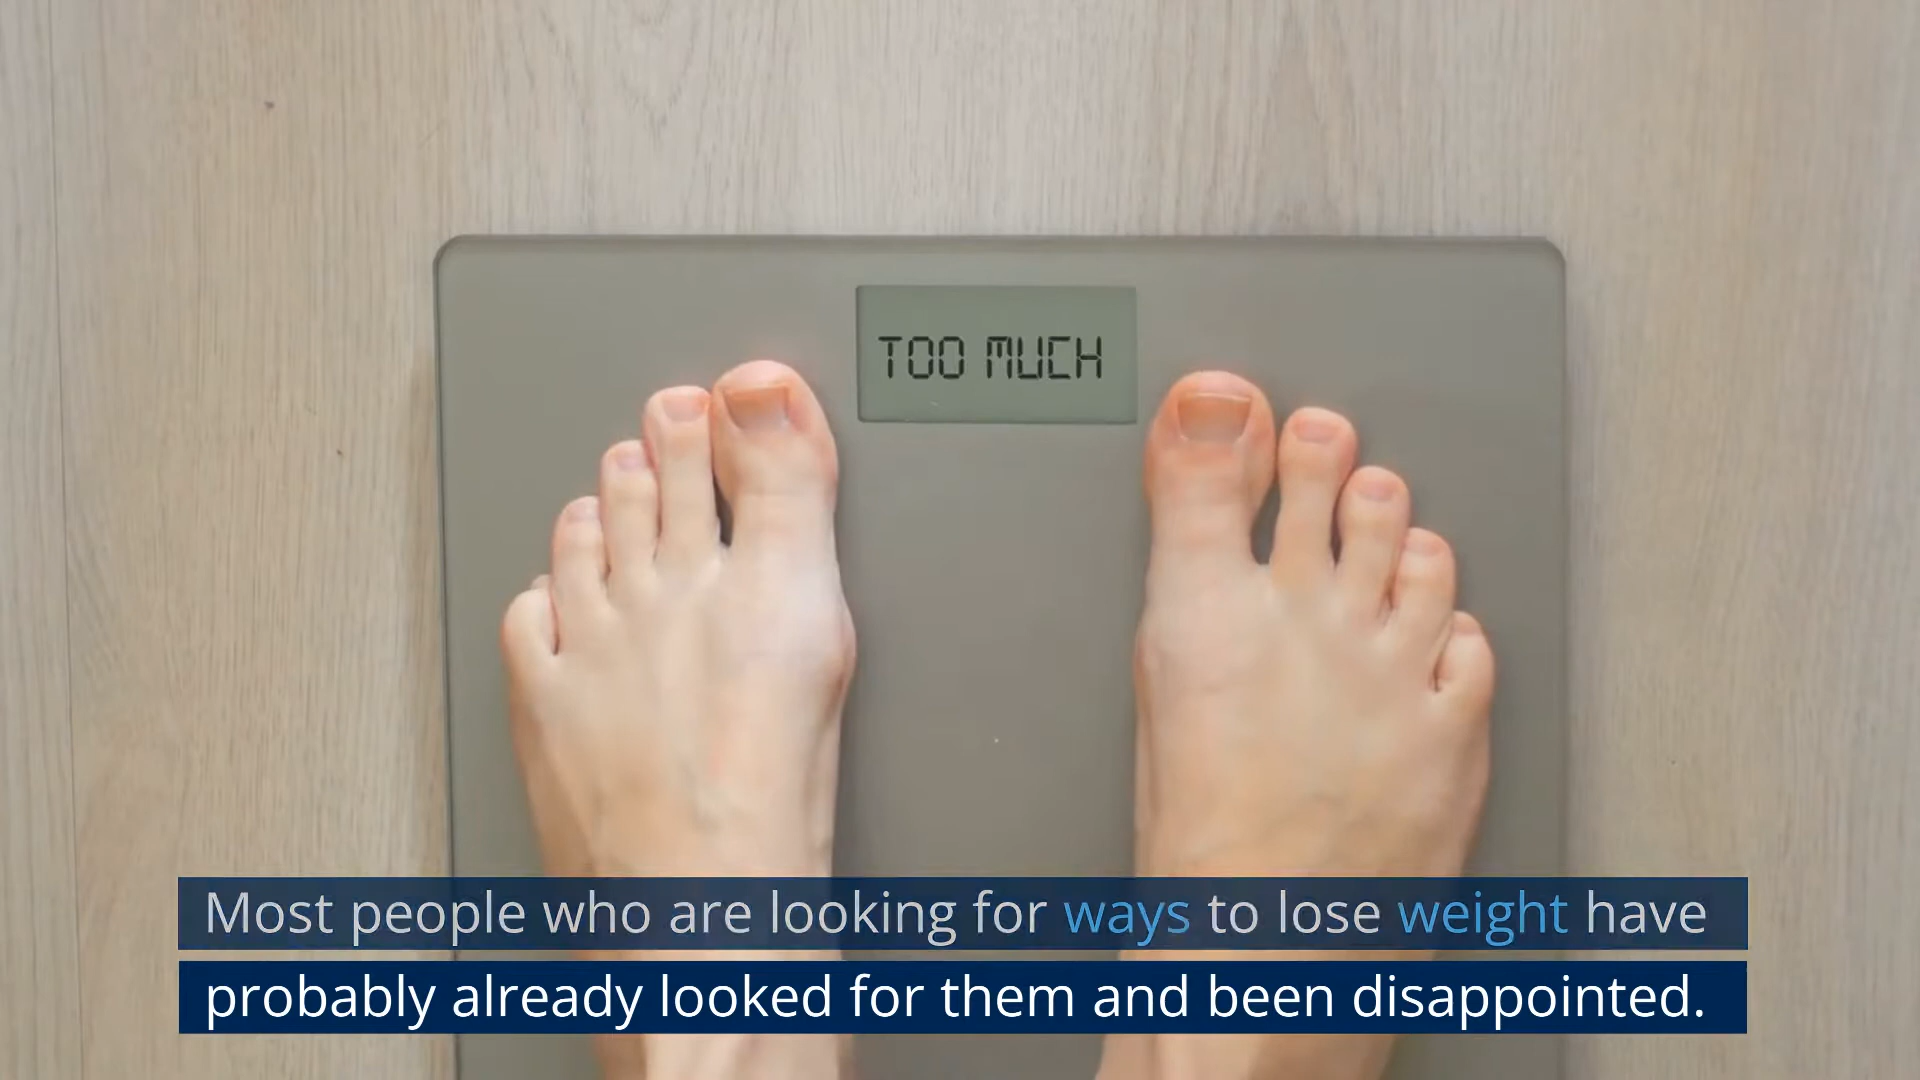 TOO MUCH
Most people who are looking for ways to lose weight have
probably already looked for them and been disappointed.